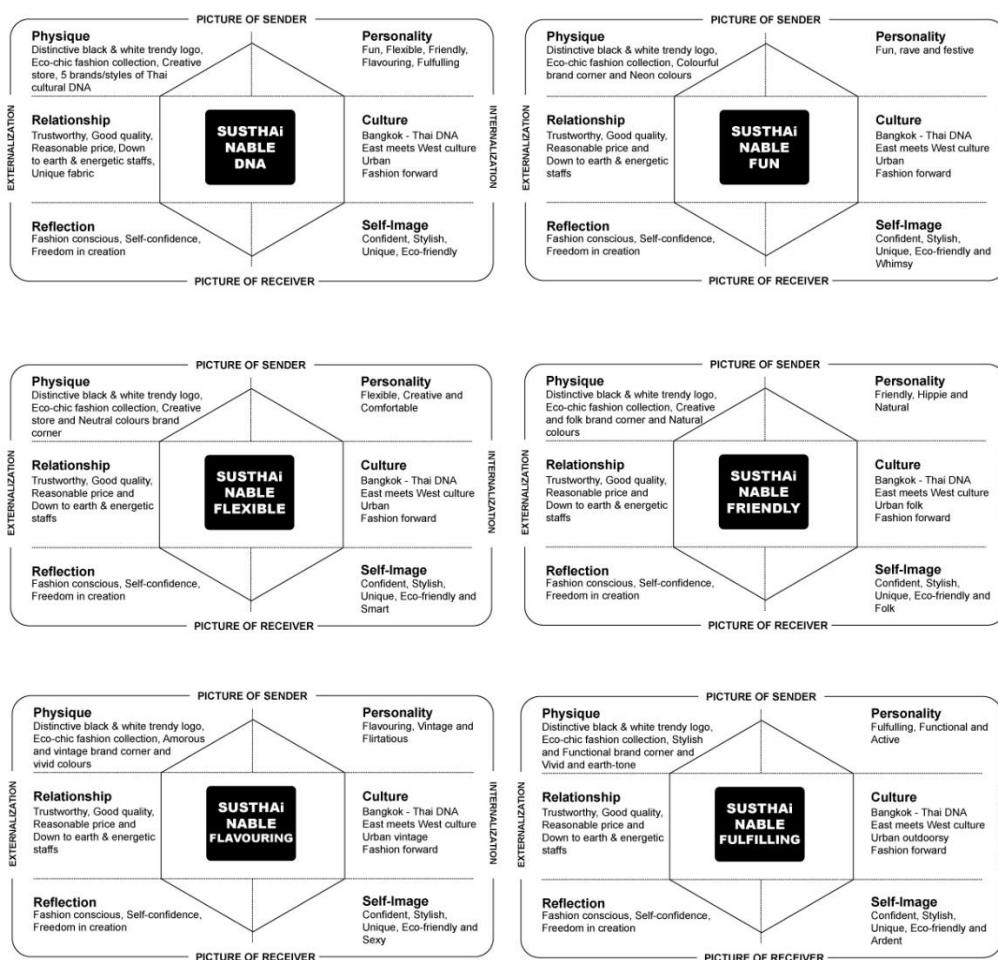 PICTURE OF SENDER
Physique
Distinctive black & white trendy logo,
Eco-chic fashion collection, Creative
store, 5 brands/styles of Thai
cultural DNA
Personality
Fun, Flexible, Friendly,
Flavouring, Fulfulling
EXTERNALIZATION
Relationship
Trustworthy, Good quality,
Reasonable price, Down
to earth & energetic staffs,
Unique fabric
SUSTHAi
NABLE
DNA
Culture
Bangkok - Thai DNA
East meets West culture
Urban
Fashion forward
INTERNALIZATION
Reflection
Fashion conscious, Self-confidence,
Freedom in creation
Self-Image
Confident, Stylish,
Unique, Eco-friendly
PICTURE OF RECEIVER
PICTURE OF SENDER
Physique
Distinctive black & white trendy logo,
Eco-chic fashion collection, Colourful
brand corner and Neon colours
Personality
Fun, rave and festive
EXTERNALIZATION
Relationship
Trustworthy, Good quality,
Reasonable price and
Down to earth & energetic
staffs
SUSTHAi
NABLE
FUN
Culture
Bangkok - Thai DNA
East meets West culture
Urban
Fashion forward
Reflection
Fashion conscious, Self-confidence,
Freedom in creation
Self-Image
Confident, Stylish,
Unique, Eco-friendly and
Whimsy
PICTURE OF RECEIVER
PICTURE OF SENDER
Physique
Distinctive black & white trendy logo,
Eco-chic fashion collection, Creative
store and Neutral colours brand
corner
Personality
Flexible, Creative and
Comfortable
EXTERNALIZATION
Relationship
Trustworthy, Good quality,
Reasonable price and
Down to earth & energetic
staffs
SUSTHAi
NABLE
FLEXIBLE
Culture
Bangkok - Thai DNA
East meets West culture
Urban
Fashion forward
INTERNALIZATION
Reflection
Fashion conscious, Self-confidence,
Freedom in creation
Self-Image
Confident, Stylish,
Unique, Eco-friendly and
Smart
PICTURE OF RECEIVER
PICTURE OF SENDER
Physique
Distinctive black & white trendy logo,
Eco-chic fashion collection, Creative
and folk brand corner and Natural
colours
Personality
Friendly, Hippie and
Natural
EXTERNALIZATION
Relationship
Trustworthy, Good quality,
Reasonable price and
Down to earth & energetic
staffs
SUSTHAi
NABLE
FRIENDLY
Culture
Bangkok - Thai DNA
East meets West culture
Urban folk
Fashion forward
Reflection
Fashion conscious, Self-confidence,
Freedom in creation
Self-Image
Confident, Stylish,
Unique, Eco-friendly and
Folk
PICTURE OF RECEIVER
PICTURE OF SENDER
Physique
Distinctive black & white trendy logo,
Eco-chic fashion collection, Amorous
and vintage brand corner and
vivid colours
Personality
Flavouring, Vintage and
Flirtatious
EXTERNALIZATION
Relationship
Trustworthy, Good quality,
Reasonable price and
Down to earth & energetic
staffs
SUSTHAi
NABLE
FLAVOURING
Culture
Bangkok - Thai DNA
East meets West culture
Urban vintage
Fashion forward
INTERNALIZATION
Reflection
Fashion conscious, Self-confidence,
Freedom in creation
Self-Image
Confident, Stylish,
Unique, Eco-friendly and
Sexy
PICTURE OF RECEIVER
PICTURE OF SENDER
Physique
Distinctive black & white trendy logo,
Eco-chic fashion collection, Stylish
and Functional brand corner and
Vivid and earth-tone
Personality
Fulfulling, Functional and
Active
EXTERNALIZATION
Relationship
Trustworthy, Good quality,
Reasonable price and
Down to earth & energetic
staffs
SUSTHAi
NABLE
FULFILLING
Culture
Bangkok - Thai DNA
East meets West culture
Urban outdoorsy
Fashion forward
Reflection
Fashion conscious, Self-confidence,
Freedom in creation
Self-Image
Confident, Stylish,
Unique, Eco-friendly and
Ardent
PICTURE OF RECEIVER